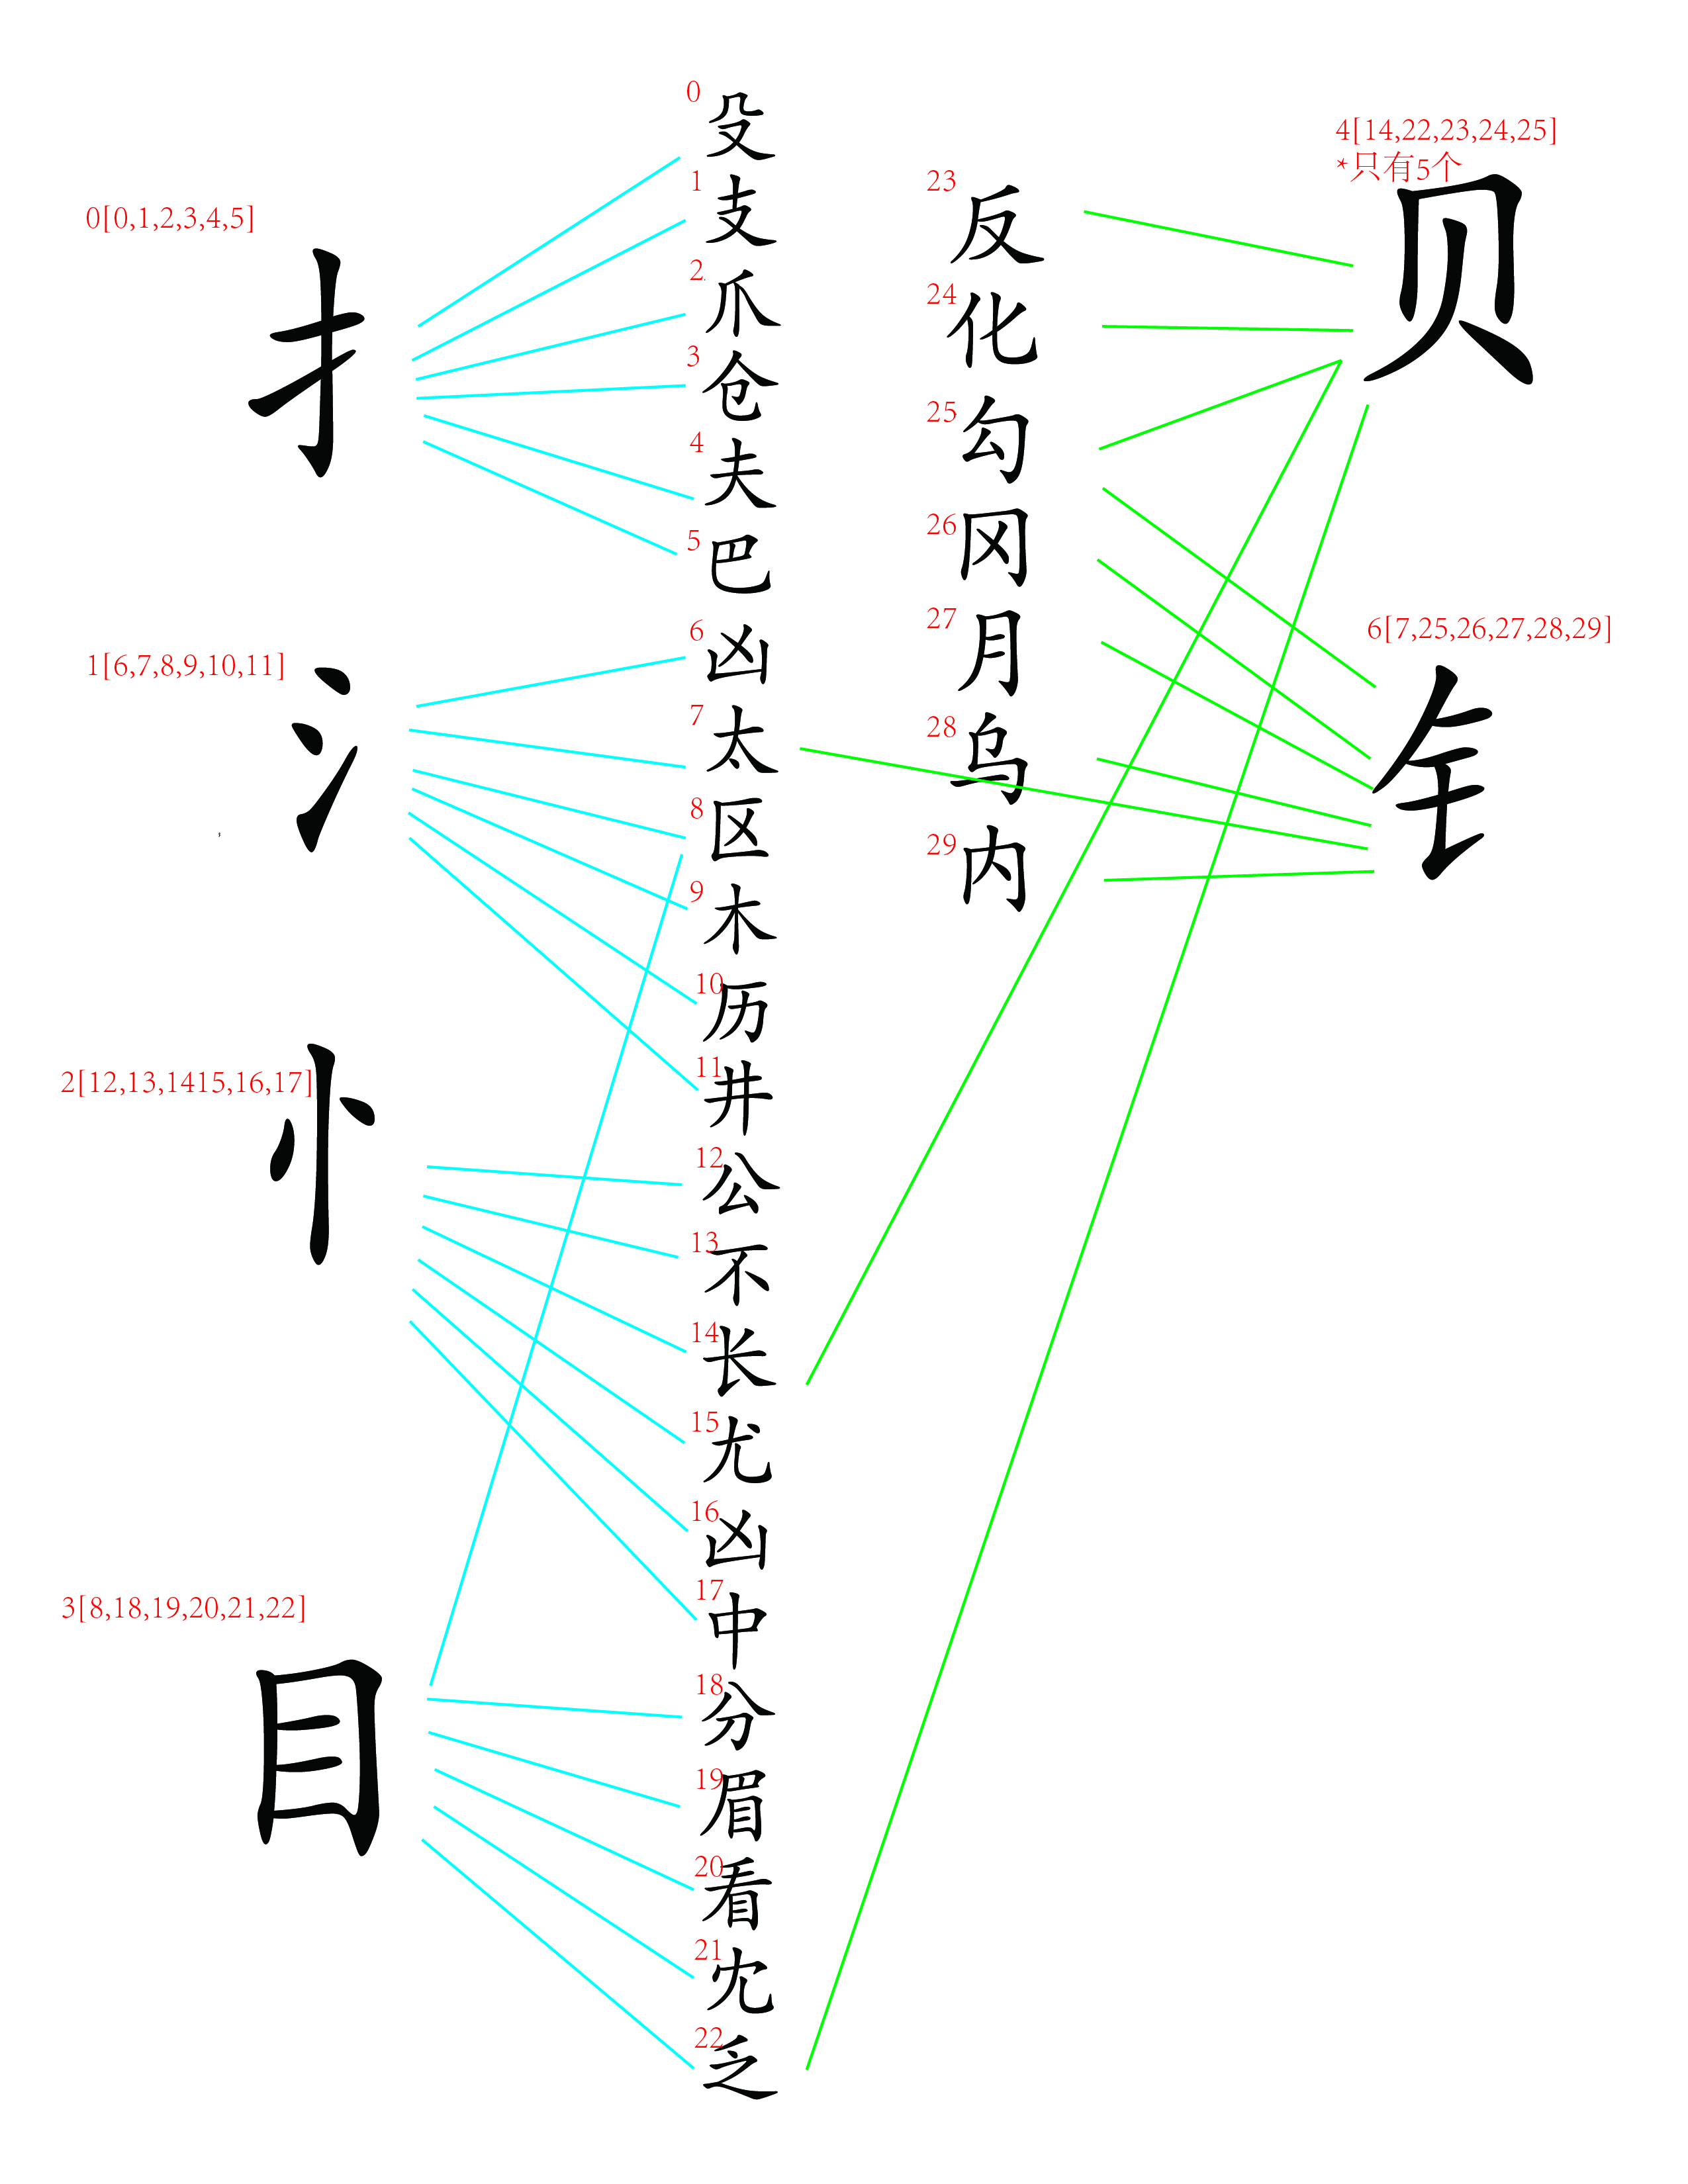 0[0,1,2,3,4,5]
扌
1[6,7,8,9,10,11]
氵
2[12,13,1415,16,17]
忄
3[8,18,19,20,21,22]
目
0
殳
1
支
2
爪
3
仓
4
夫
5
巴
6
凶
7
太
8
区
9
木
10
历
11
井
12
公
13
不
14
长
15
尤
16
凶
17
中
18
分
19
眉
20
看
21
冘
22
乏
23
反
24
化
25
勾
26
冈
27
月
28
乌
29
内
4[14,22,23,24,25]
*只有5个
贝
6[7,25,26,27,28,29]
钅